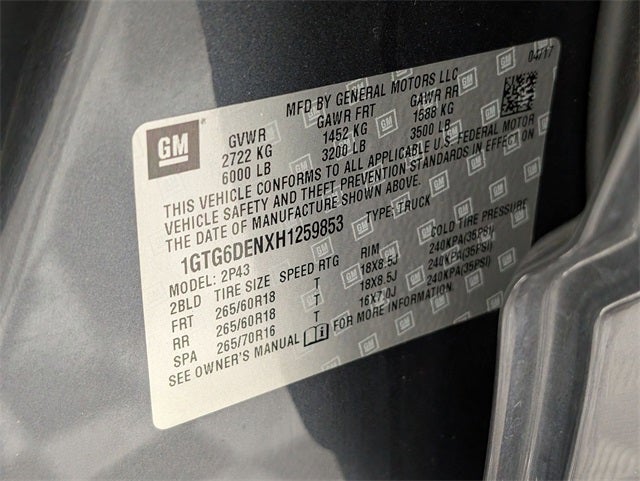 04/17
MFD BY GENERAL MOTORS LLC
GM
GVWR GAWR FRT GAWR RR
2722 KG 1452 KG 1588 KG
6000 LB 3200 LB 3500 LB
THIS VEHICLE CONFORMS TO ALL APPLICABLE U.S. FEDERAL MOTOR
VEHICLE SAFETY AND THEFT PREVENTION STANDARDS IN EFFECT ON
THE DATE OF MANUFACTURE SHOWN ABOVE.
1GTG6DENXH1259853 TYPE: TRUCK
MODEL: 2P43
2BLD TIRE SIZE SPEED RTG RIM COLD TIRE PRESSURE
FRT 265/60R18 T 18X8.5J 240KPA(35PSI)
RR 265/60R18 T 18X8.5J 240KPA(35PSI)
SPA 265/70R16 T 16X7.0J 240KPA(35PSI)
SEE OWNER'S MANUAL FOR MORE INFORMATION.